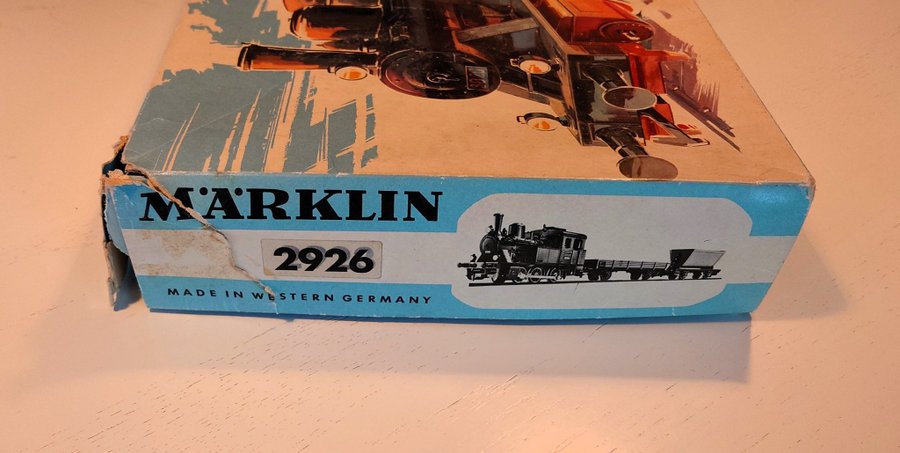 MÄRKLIN
2926
MADE IN WESTERN GERMANY